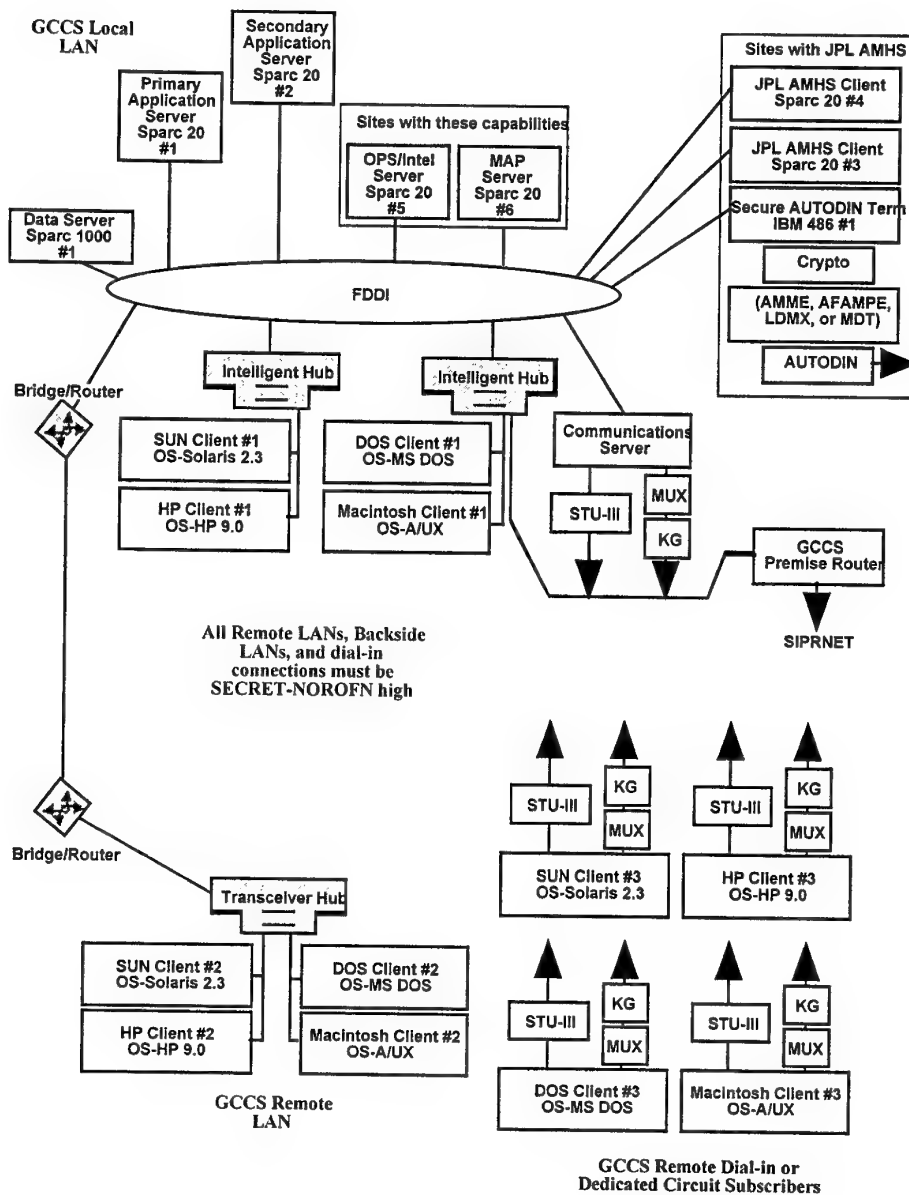 GCCS Local
LAN
Secondary
Application
Server
Sparc 20
#2
Primary
Application
Server
Sparc 20
#1
Data Server
Sparc 1000
#1
Sites with these capabilities
OPS/Intel
Server
Sparc 20
#5
MAP
Server
Sparc 20
#6
Sites with JPL AMHS
JPL AMHS Client
Sparc 20 #4
JPL AMHS Client
Sparc 20 #3
Secure AUTODIN Term
IBM 486 #1
Crypto
(AMME, AFAMPE,
LDMX, or MDT)
AUTODIN
FDDI
Bridge/Router
Intelligent Hub
Intelligent Hub
SUN Client #1
OS-Solaris 2.3
HP Client #1
OS-HP 9.0
DOS Client #1
OS-MS DOS
Macintosh Client #1
OS-A/UX
Communications
Server
STU-III
MUX
KG
GCCS
Premise Router
SIPRNET
All Remote LANs, Backside
LANs, and dial-in
connections must be
SECRET-NOROFN high
Bridge/Router
Transceiver Hub
SUN Client #2
OS-Solaris 2.3
HP Client #2
OS-HP 9.0
DOS Client #2
OS-MS DOS
Macintosh Client #2
OS-A/UX
GCCS Remote
LAN
STU-III
KG
MUX
SUN Client #3
OS-Solaris 2.3
STU-III
KG
MUX
HP Client #3
OS-HP 9.0
STU-III
KG
MUX
DOS Client #3
OS-MS DOS
STU-III
KG
MUX
Macintosh Client #3
OS-A/UX
GCCS Remote Dial-in or
Dedicated Circuit Subscribers